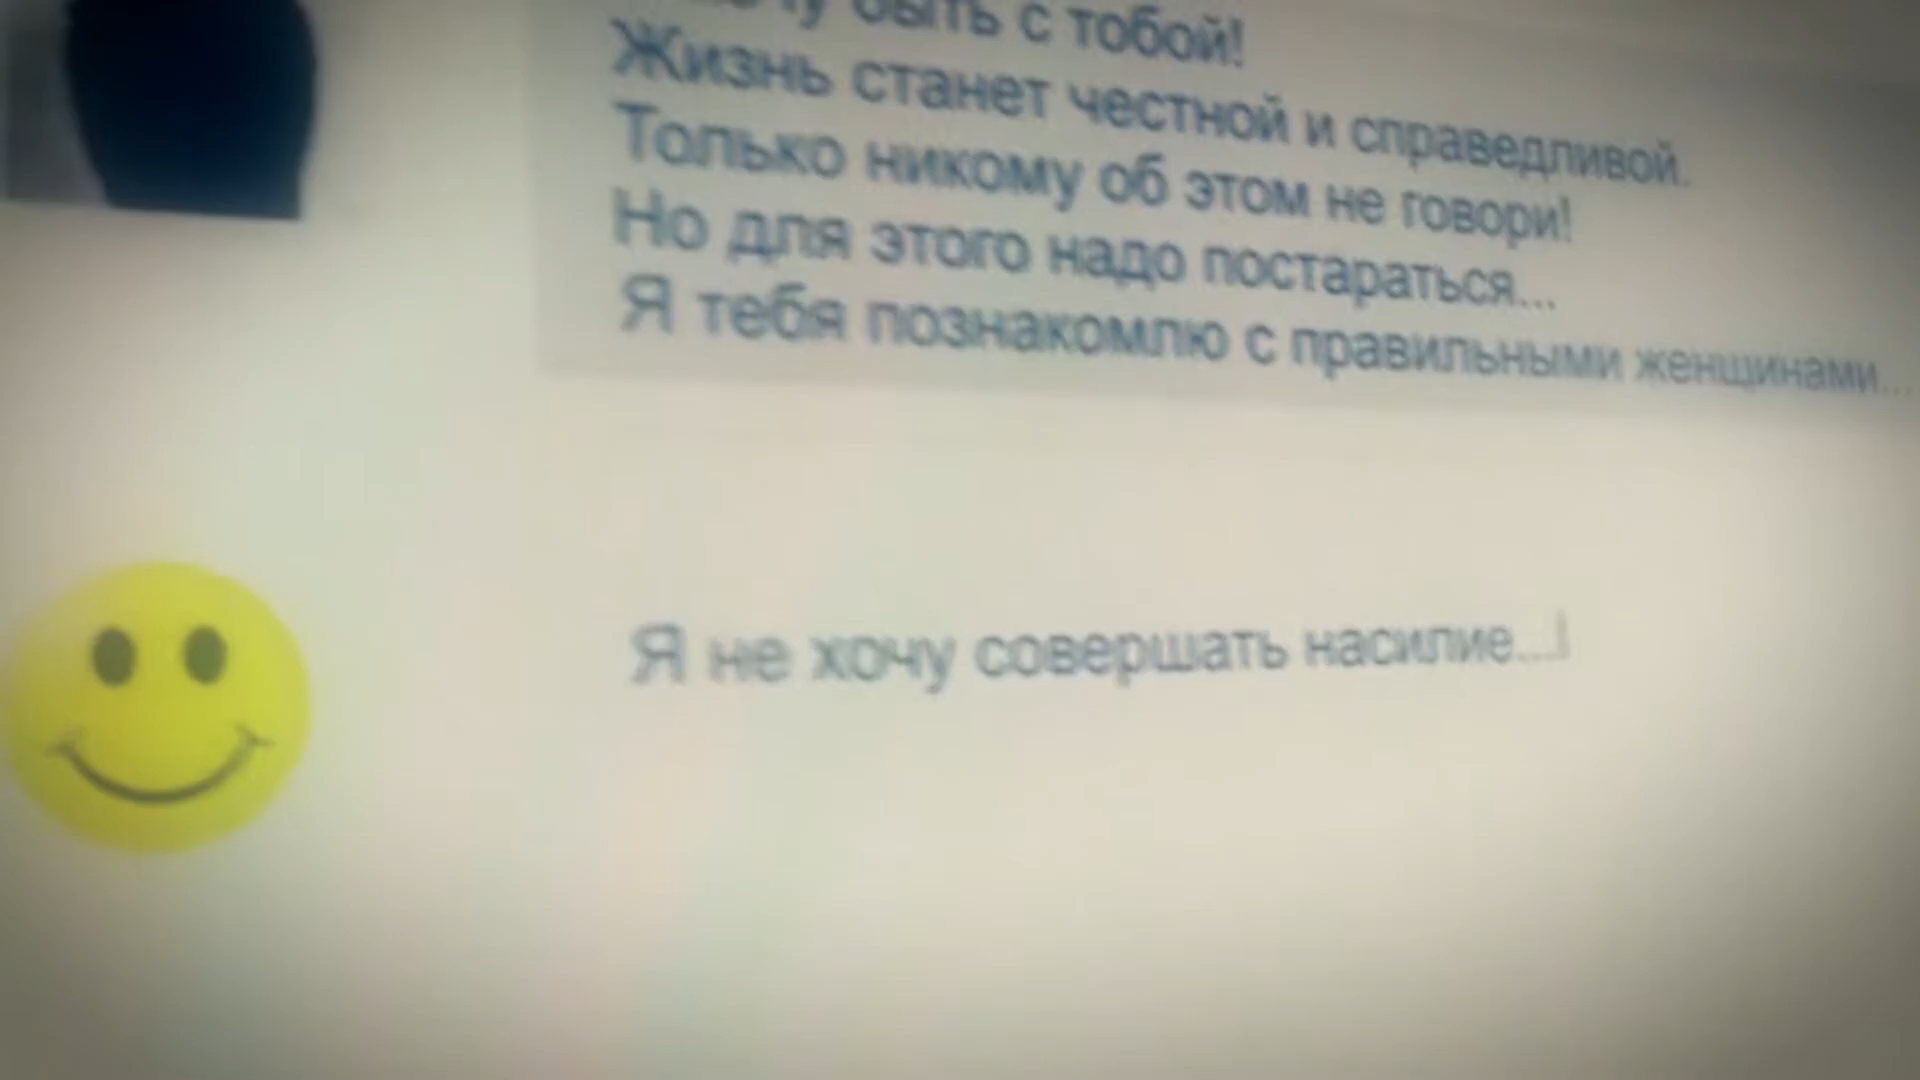 быть с тобой!
Жизнь станет честной и справедливой.
Только никому об этом не говори!
Но для этого надо постараться...
Я тебя познакомлю с правильными женщинами...
Я не хочу совершать насилие...